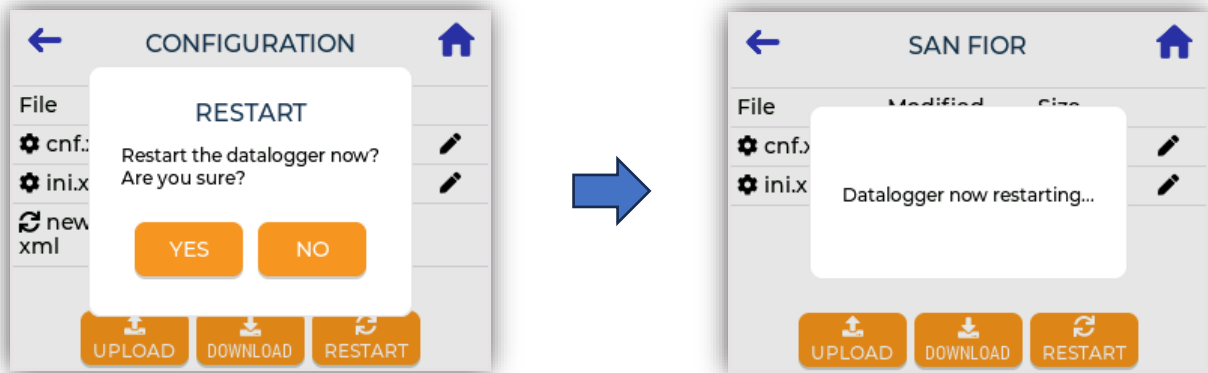 CONFIGURATION
File
RESTART
cnf.
Restart the datalogger now?
Are you sure?
ini.x
new
xml
YES
NO
UPLOAD
DOWNLOAD
RESTART
SAN FIOR
File Modified Size
cnf.x
Datalogger now restarting...
ini.x
UPLOAD
DOWNLOAD
RESTART